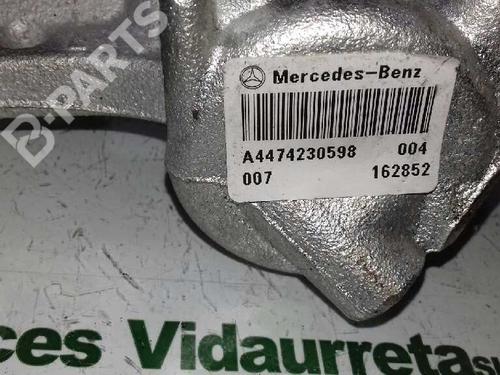 B-PARTS
Mercedes-Benz
A4474230598 004
007 162852
ces Vidaurreta